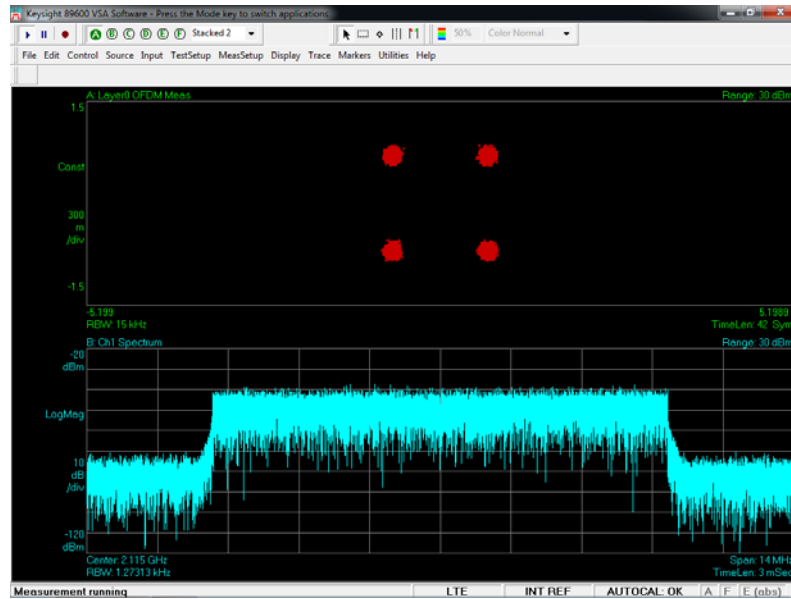 Keysight 89600 VSA Software - Press the Mode key to switch applications
A B C D E F Stacked 2 50% Color Normal
File Edit Control Source Input TestSetup MeasSetup Display Trace Markers Utilities Help
A: Layer0 OFDM Meas Range: 30 dBm
1.5
Const
300
m
/div
-1.5
-5.199 5.1989
RBW: 15 kHz TimeLen: 42 Sym
B: Ch1 Spectrum Range: 30 dBm
-20
dBm
LogMag
10
dB
/div
-120
dBm
Center: 2.115 GHz Span: 14 MHz
RBW: 1.27313 kHz TimeLen: 3 mSec
Measurement running LTE INT REF AUTOCAL: OK A F E (abs)